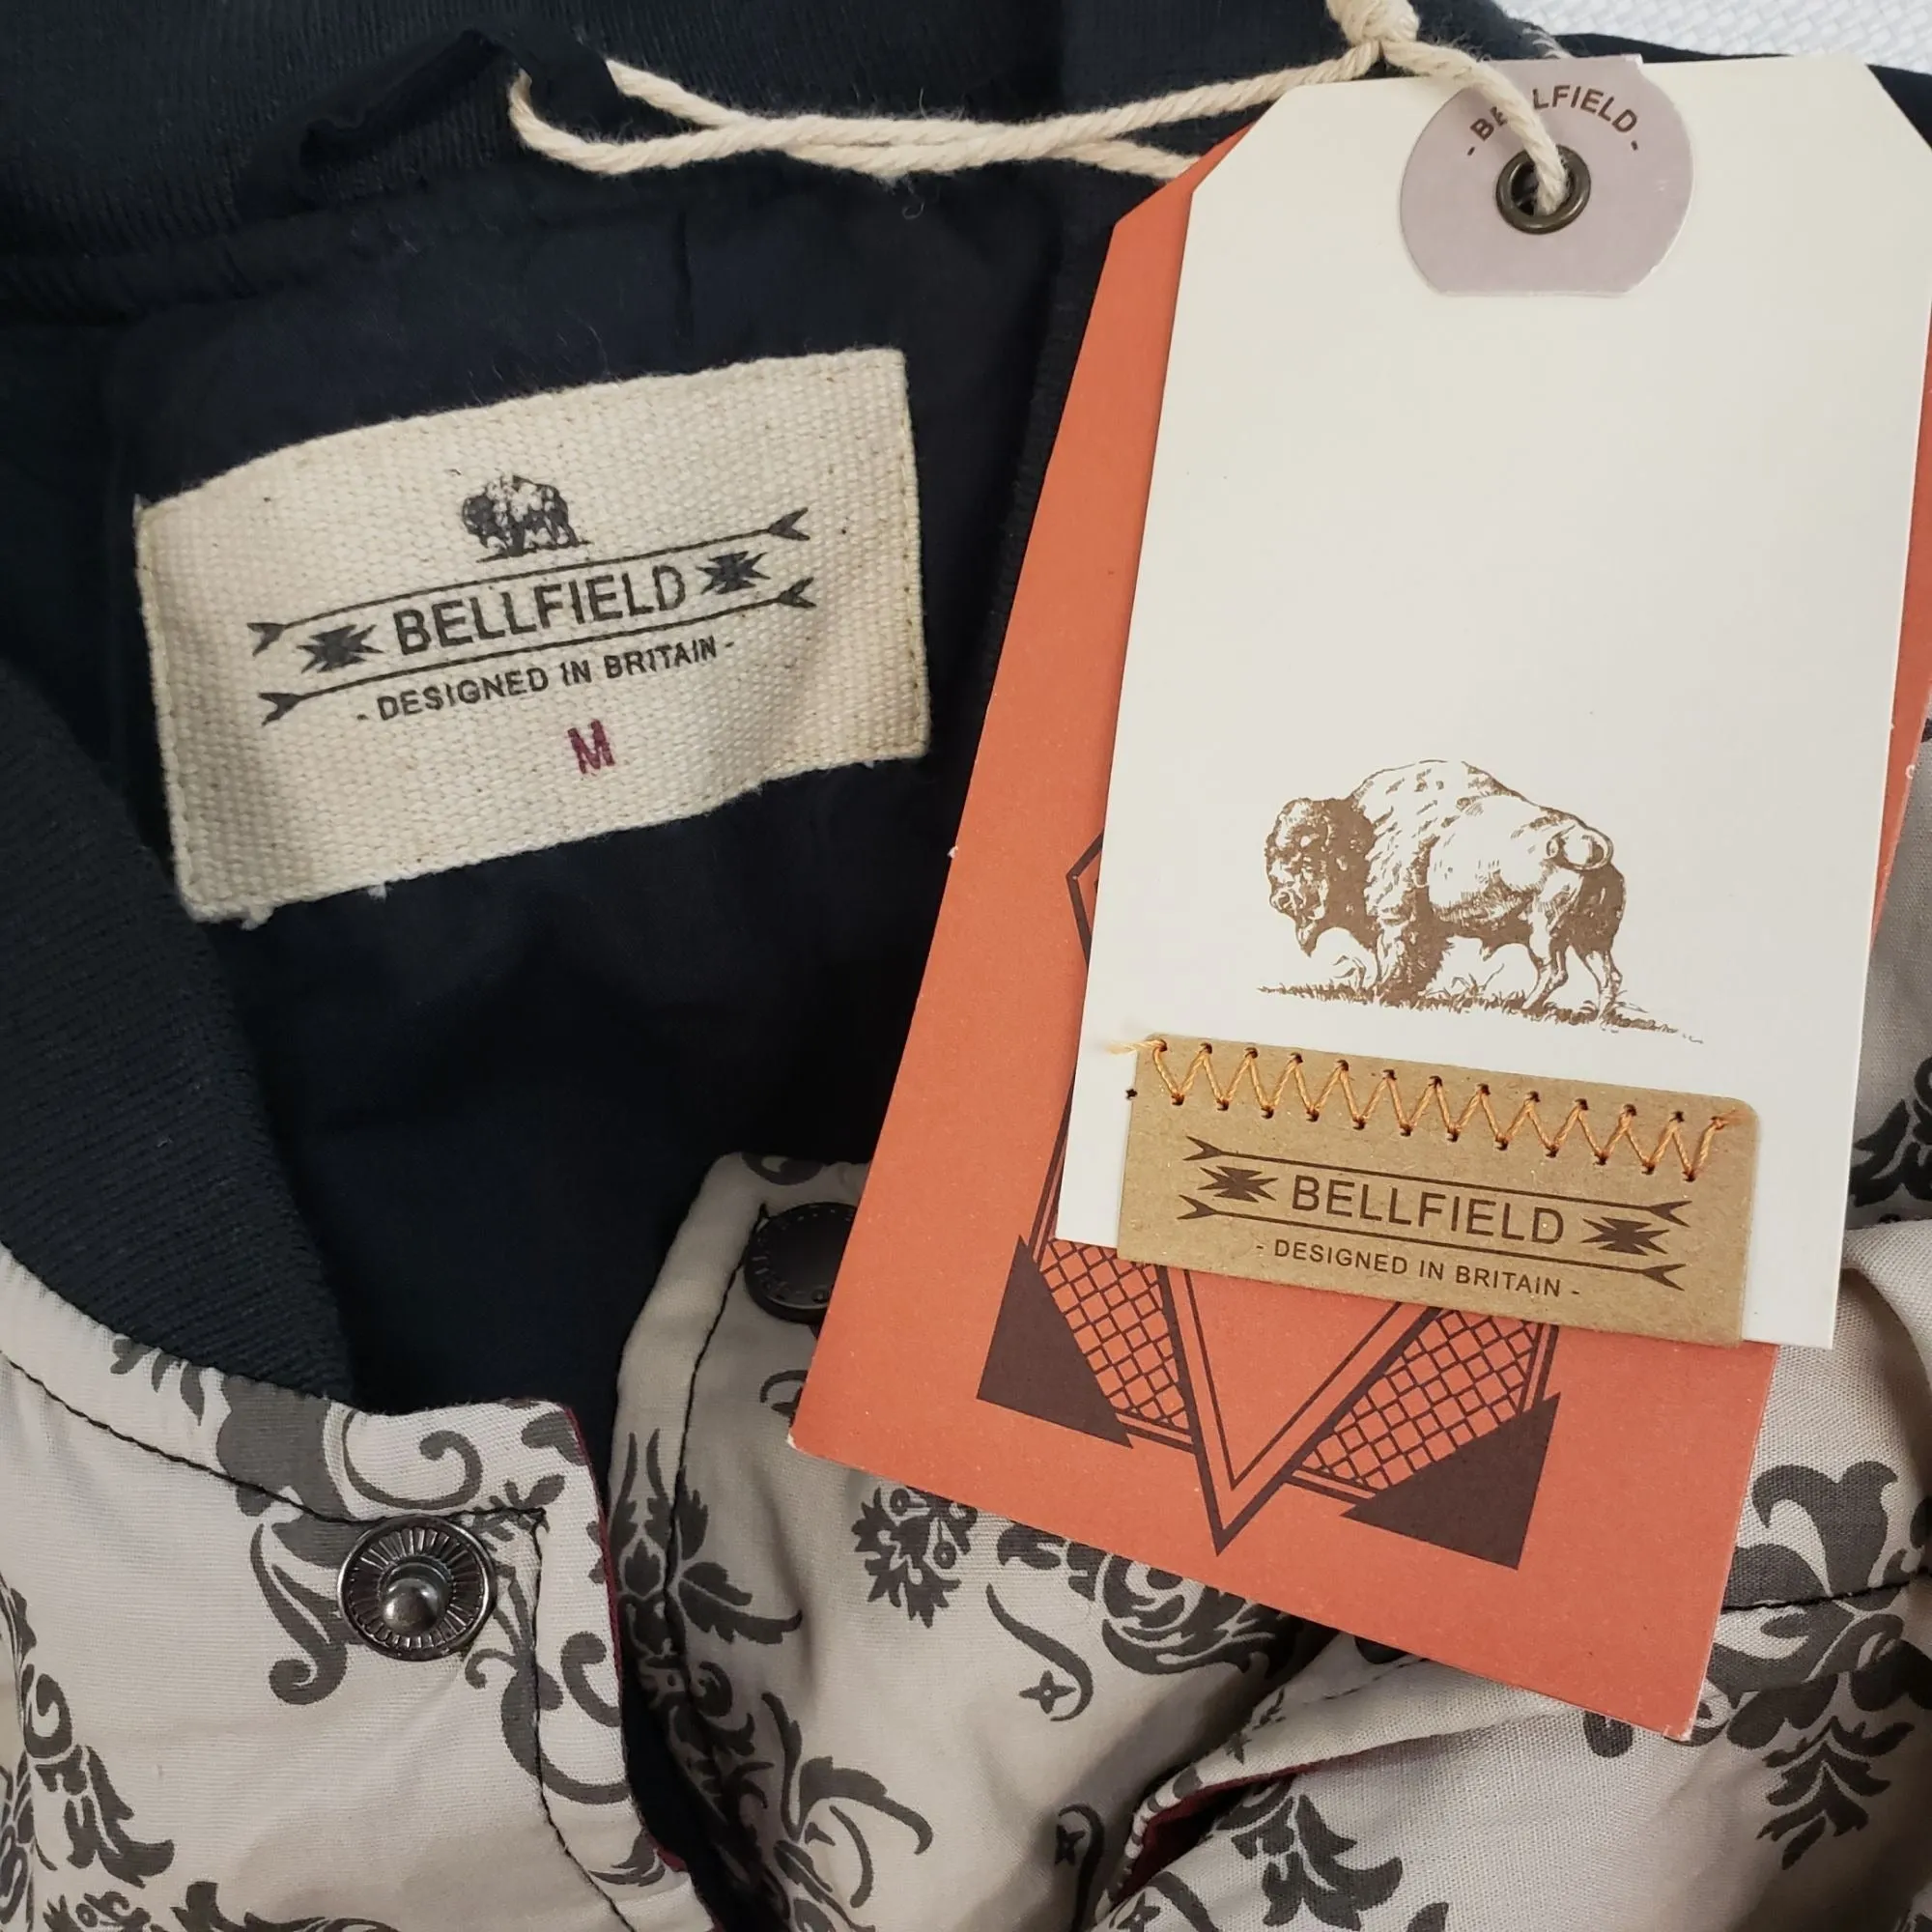 - BELLFIELD -
BELLFIELD
- DESIGNED IN BRITAIN -
M
BELLFIELD
- DESIGNED IN BRITAIN -